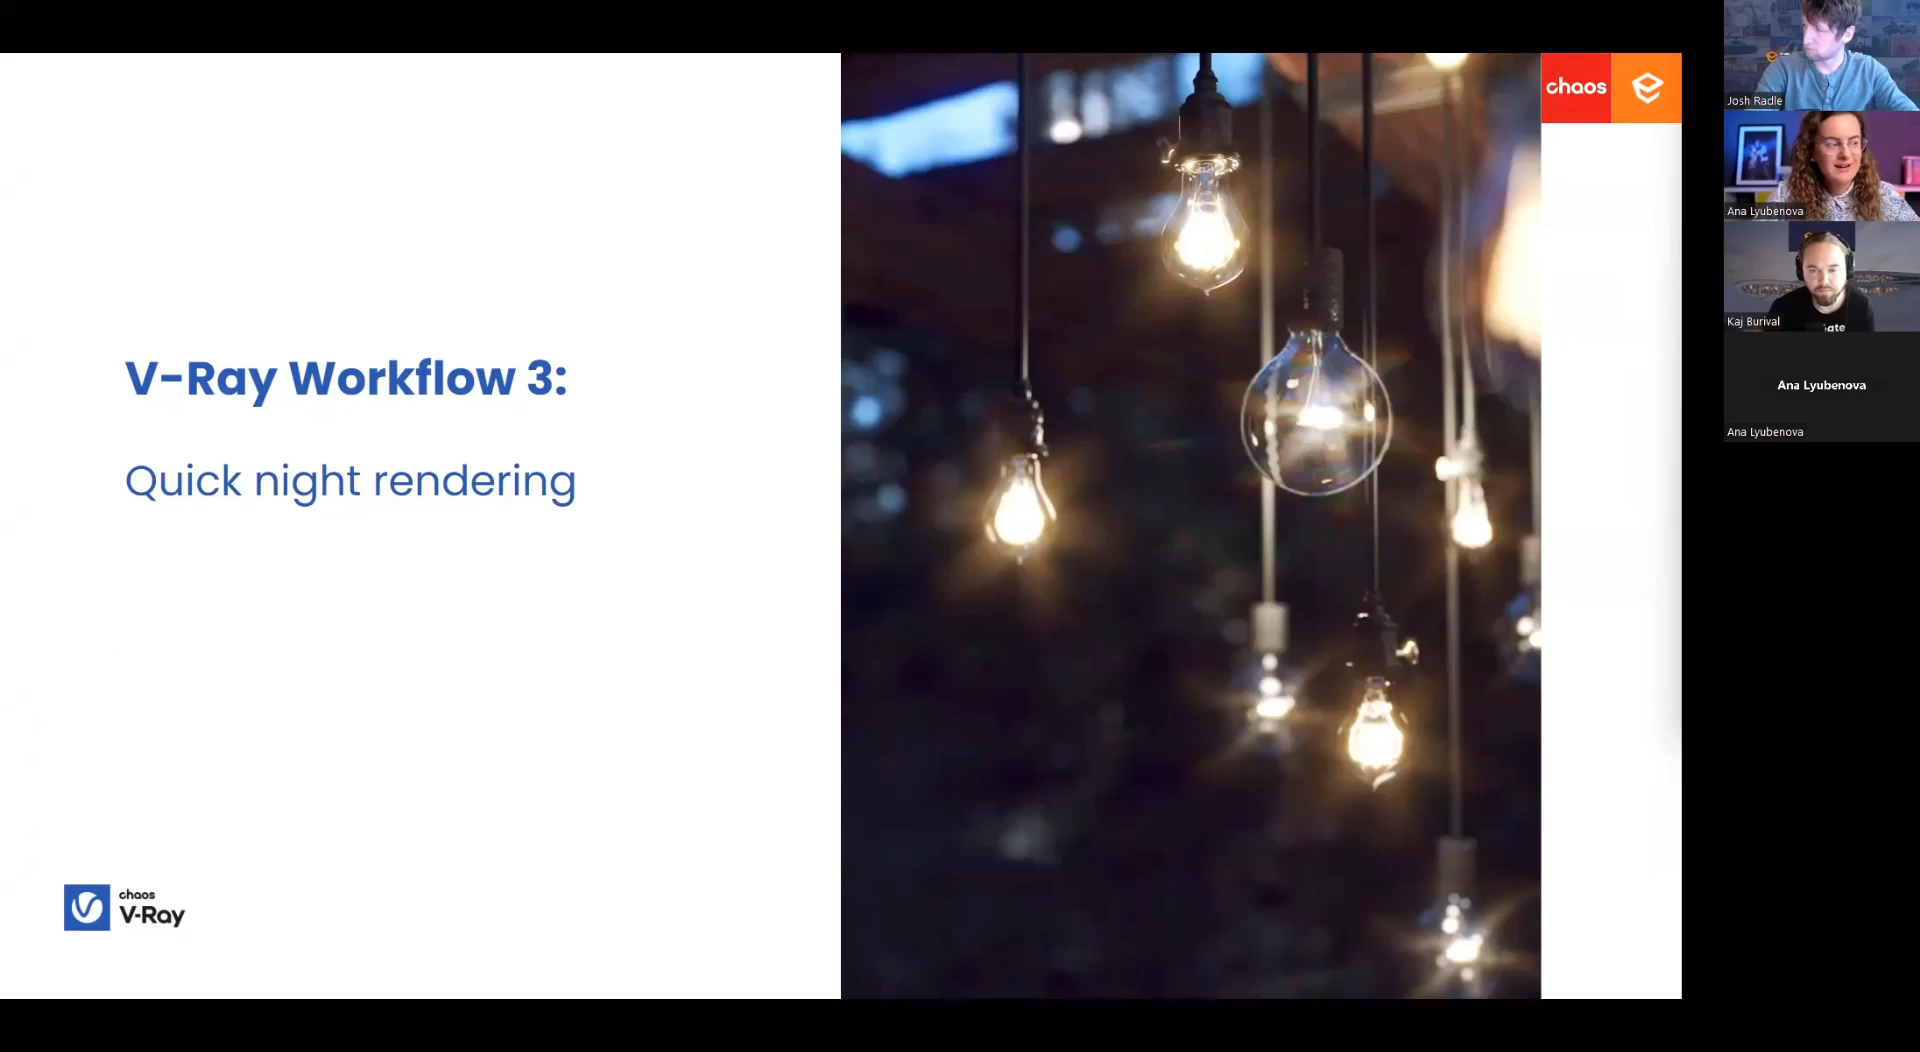 V-Ray Workflow 3:
Quick night rendering
chaos
V-Ray
chaos
Josh Radle
Ana Lyubenova
Kaj Burival
Ana Lyubenova
Ana Lyubenova